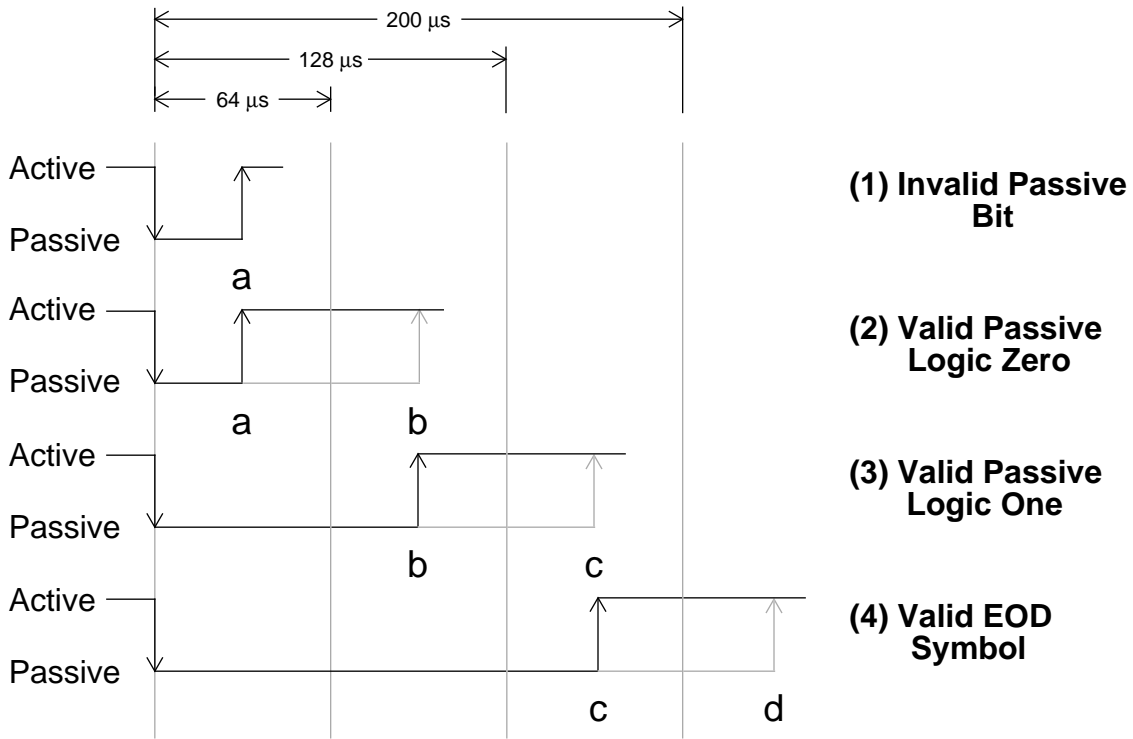 200 μs
128 μs
64 μs
Active
Passive
a
(1) Invalid Passive
Bit
Active
Passive
a b
(2) Valid Passive
Logic Zero
Active
Passive
b c
(3) Valid Passive
Logic One
Active
Passive
c d
(4) Valid EOD
Symbol